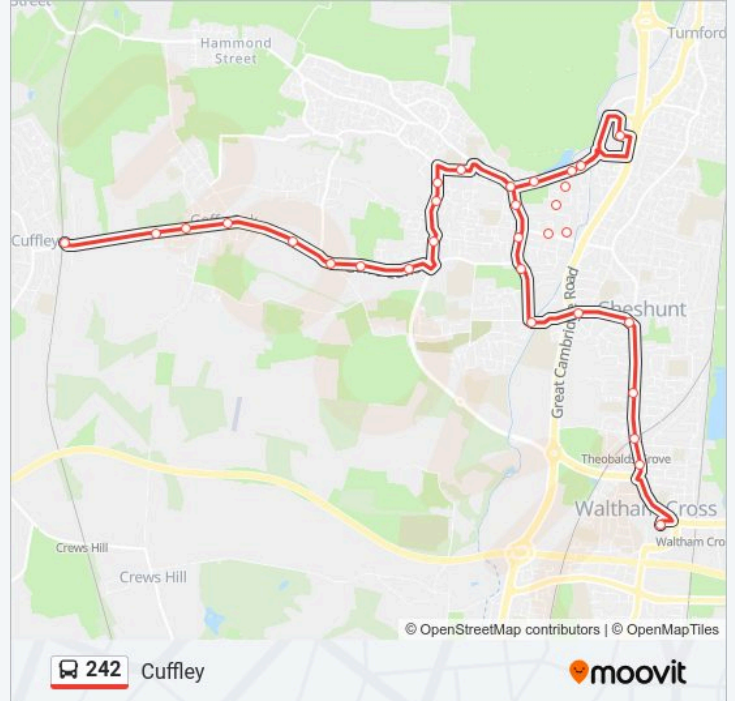 Turnford
Hammond
Street
Cuffley
Cheshunt
Great Cambridge Road
Theobalds Grove
Waltham Cross
Waltham Cro
Crews Hill
Crews Hill
© OpenStreetMap contributors | © OpenMapTiles
242 Cuffley
moovit